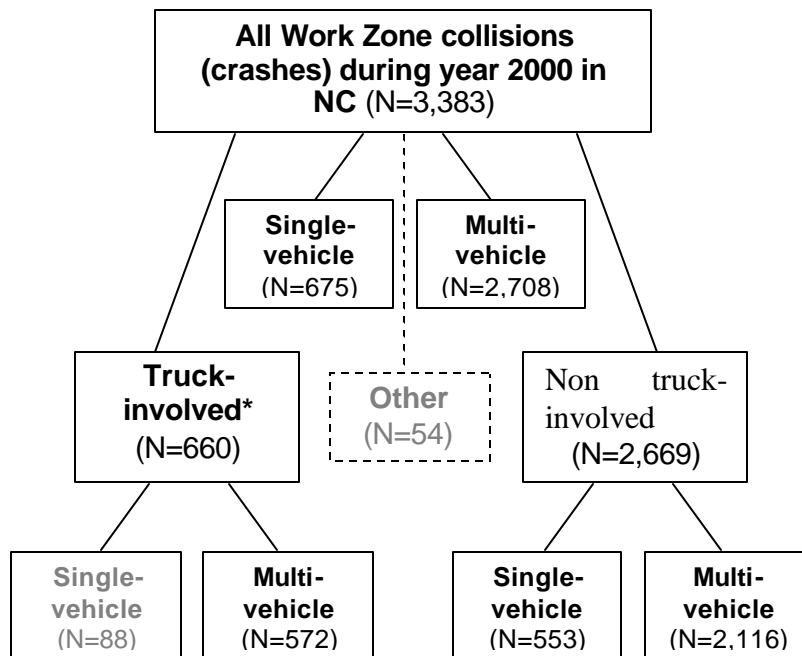 All Work Zone collisions
(crashes) during year 2000 in
NC (N=3,383)
Single-
vehicle
(N=675)
Multi-
vehicle
(N=2,708)
Truck-
involved*
(N=660)
Other
(N=54)
Non truck-
involved
(N=2,669)
Single-
vehicle
(N=88)
Multi-
vehicle
(N=572)
Single-
vehicle
(N=553)
Multi-
vehicle
(N=2,116)